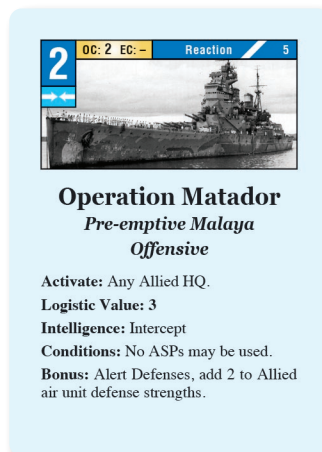 2
OC: 2 EC: – Reaction 5
Operation Matador
Pre-emptive Malaya
Offensive
Activate: Any Allied HQ.
Logistic Value: 3
Intelligence: Intercept
Conditions: No ASPs may be used.
Bonus: Alert Defenses, add 2 to Allied
air unit defense strengths.